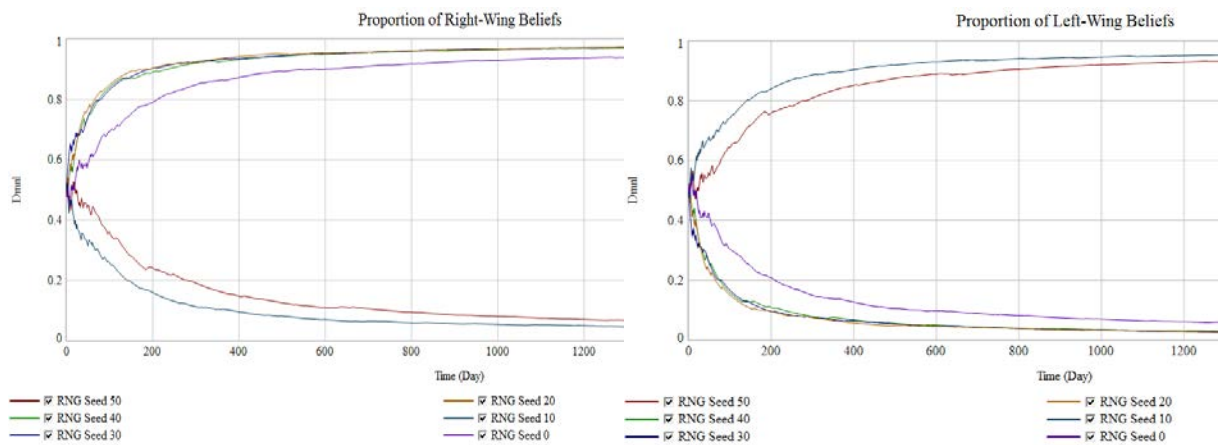 Proportion of Right-Wing Beliefs
1
0.8
0.6
Dmnl
0.4
0.2
0
0 200 400 600 800 1000 1200
Time (Day)
RNG Seed 50 RNG Seed 20
RNG Seed 40 RNG Seed 10
RNG Seed 30 RNG Seed 0
Proportion of Left-Wing Beliefs
1
0.8
0.6
Dmnl
0.4
0.2
0
0 200 400 600 800 1000 1200
Time (Day)
RNG Seed 50 RNG Seed 20
RNG Seed 40 RNG Seed 10
RNG Seed 30 RNG Seed 0